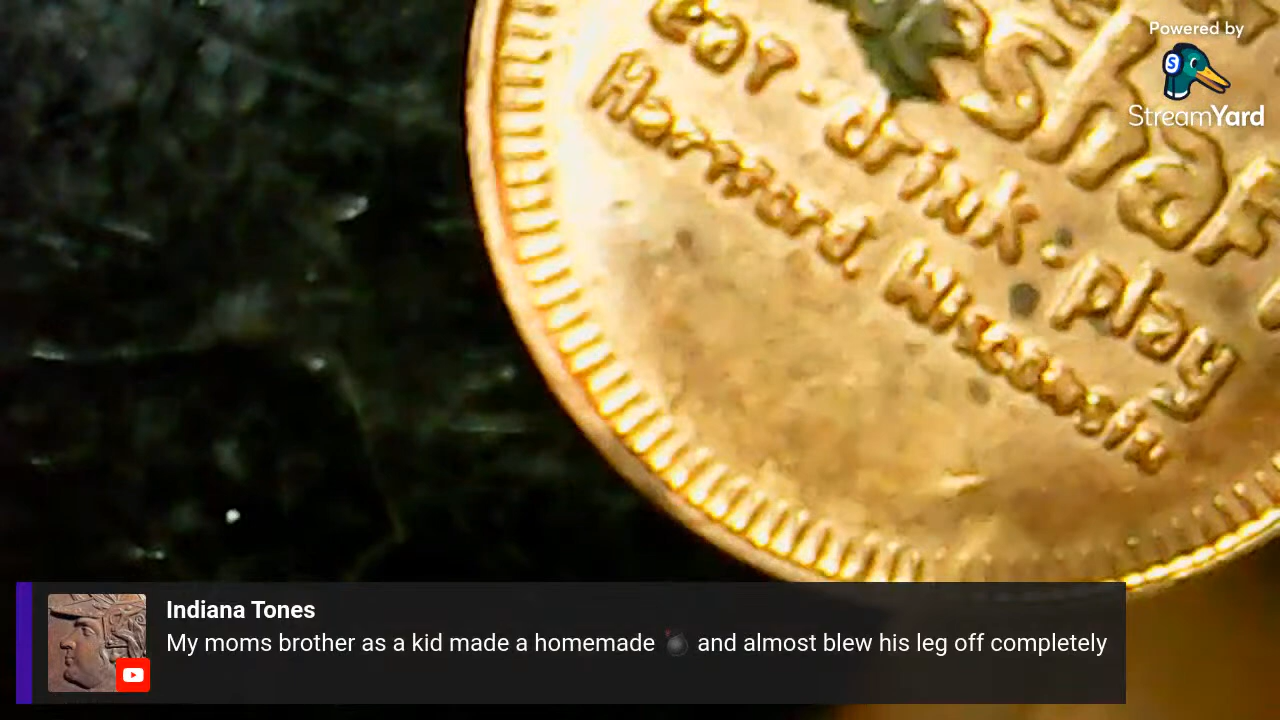 Powered by
StreamYard
shar
eat · drink · play
Hayward, Wisconsin
Indiana Tones
My moms brother as a kid made a homemade 💣 and almost blew his leg off completely